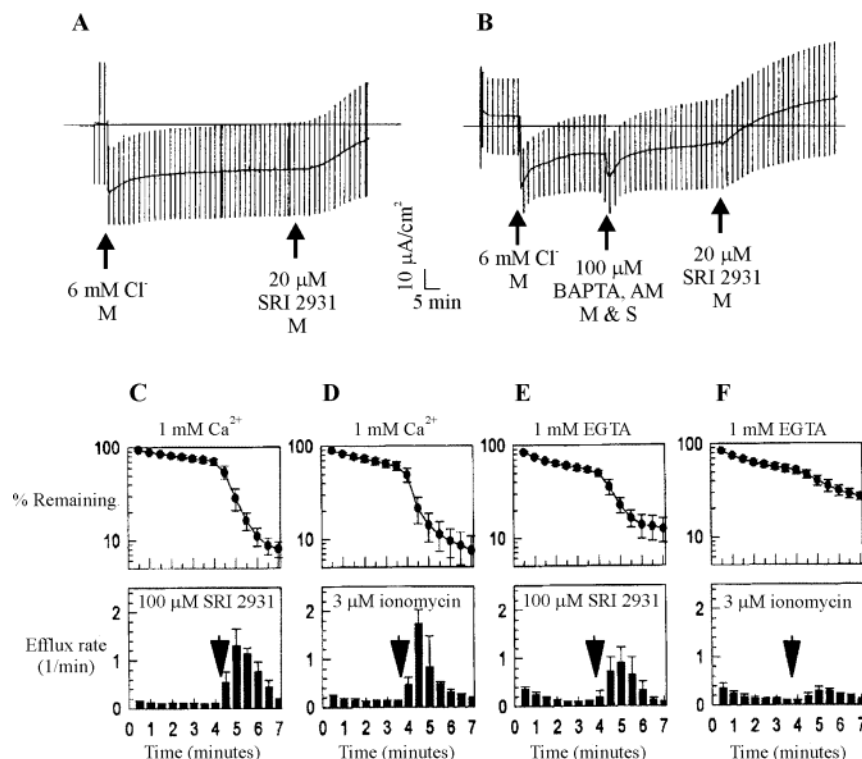 A
B
6 mM Cl⁻
M
20 µM
SRI 2931
M
10 µA/cm²
5 min
6 mM Cl⁻
M
100 µM
BAPTA, AM
M & S
20 µM
SRI 2931
M
C D E F
1 mM Ca²⁺ 1 mM Ca²⁺ 1 mM EGTA 1 mM EGTA
100 100 100 100
% Remaining
10 10 10 10
100 µM SRI 2931 3 µM ionomycin 100 µM SRI 2931 3 µM ionomycin
2 2 2 2
Efflux rate
(1/min)
1 1 1 1
0 0 0 0
0 1 2 3 4 5 6 7 0 1 2 3 4 5 6 7 0 1 2 3 4 5 6 7 0 1 2 3 4 5 6 7
Time (minutes) Time (minutes) Time (minutes) Time (minutes)